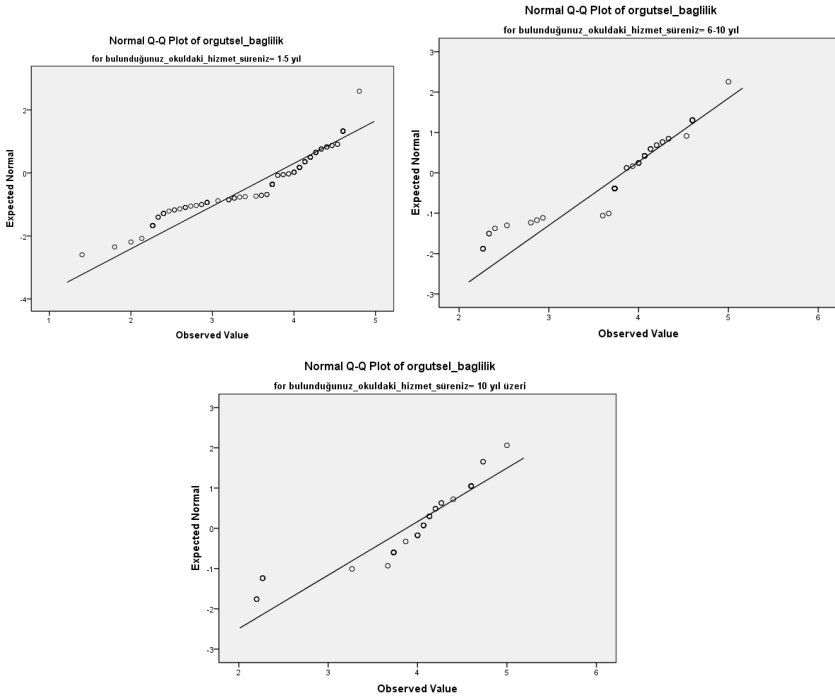 Normal Q-Q Plot of orgutsel_baglilik
for bulunduğunuz_okuldaki_hizmet_süreniz= 1-5 yıl
Expected Normal
2
0
-2
-4
1
2
3
4
5
Observed Value
Normal Q-Q Plot of orgutsel_baglilik
for bulunduğunuz_okuldaki_hizmet_süreniz= 6-10 yıl
Expected Normal
3
2
1
0
-1
-2
-3
2
3
4
5
6
Observed Value
Normal Q-Q Plot of orgutsel_baglilik
for bulunduğunuz_okuldaki_hizmet_süreniz= 10 yıl üzeri
Expected Normal
3
2
1
0
-1
-2
-3
2
3
4
5
6
Observed Value